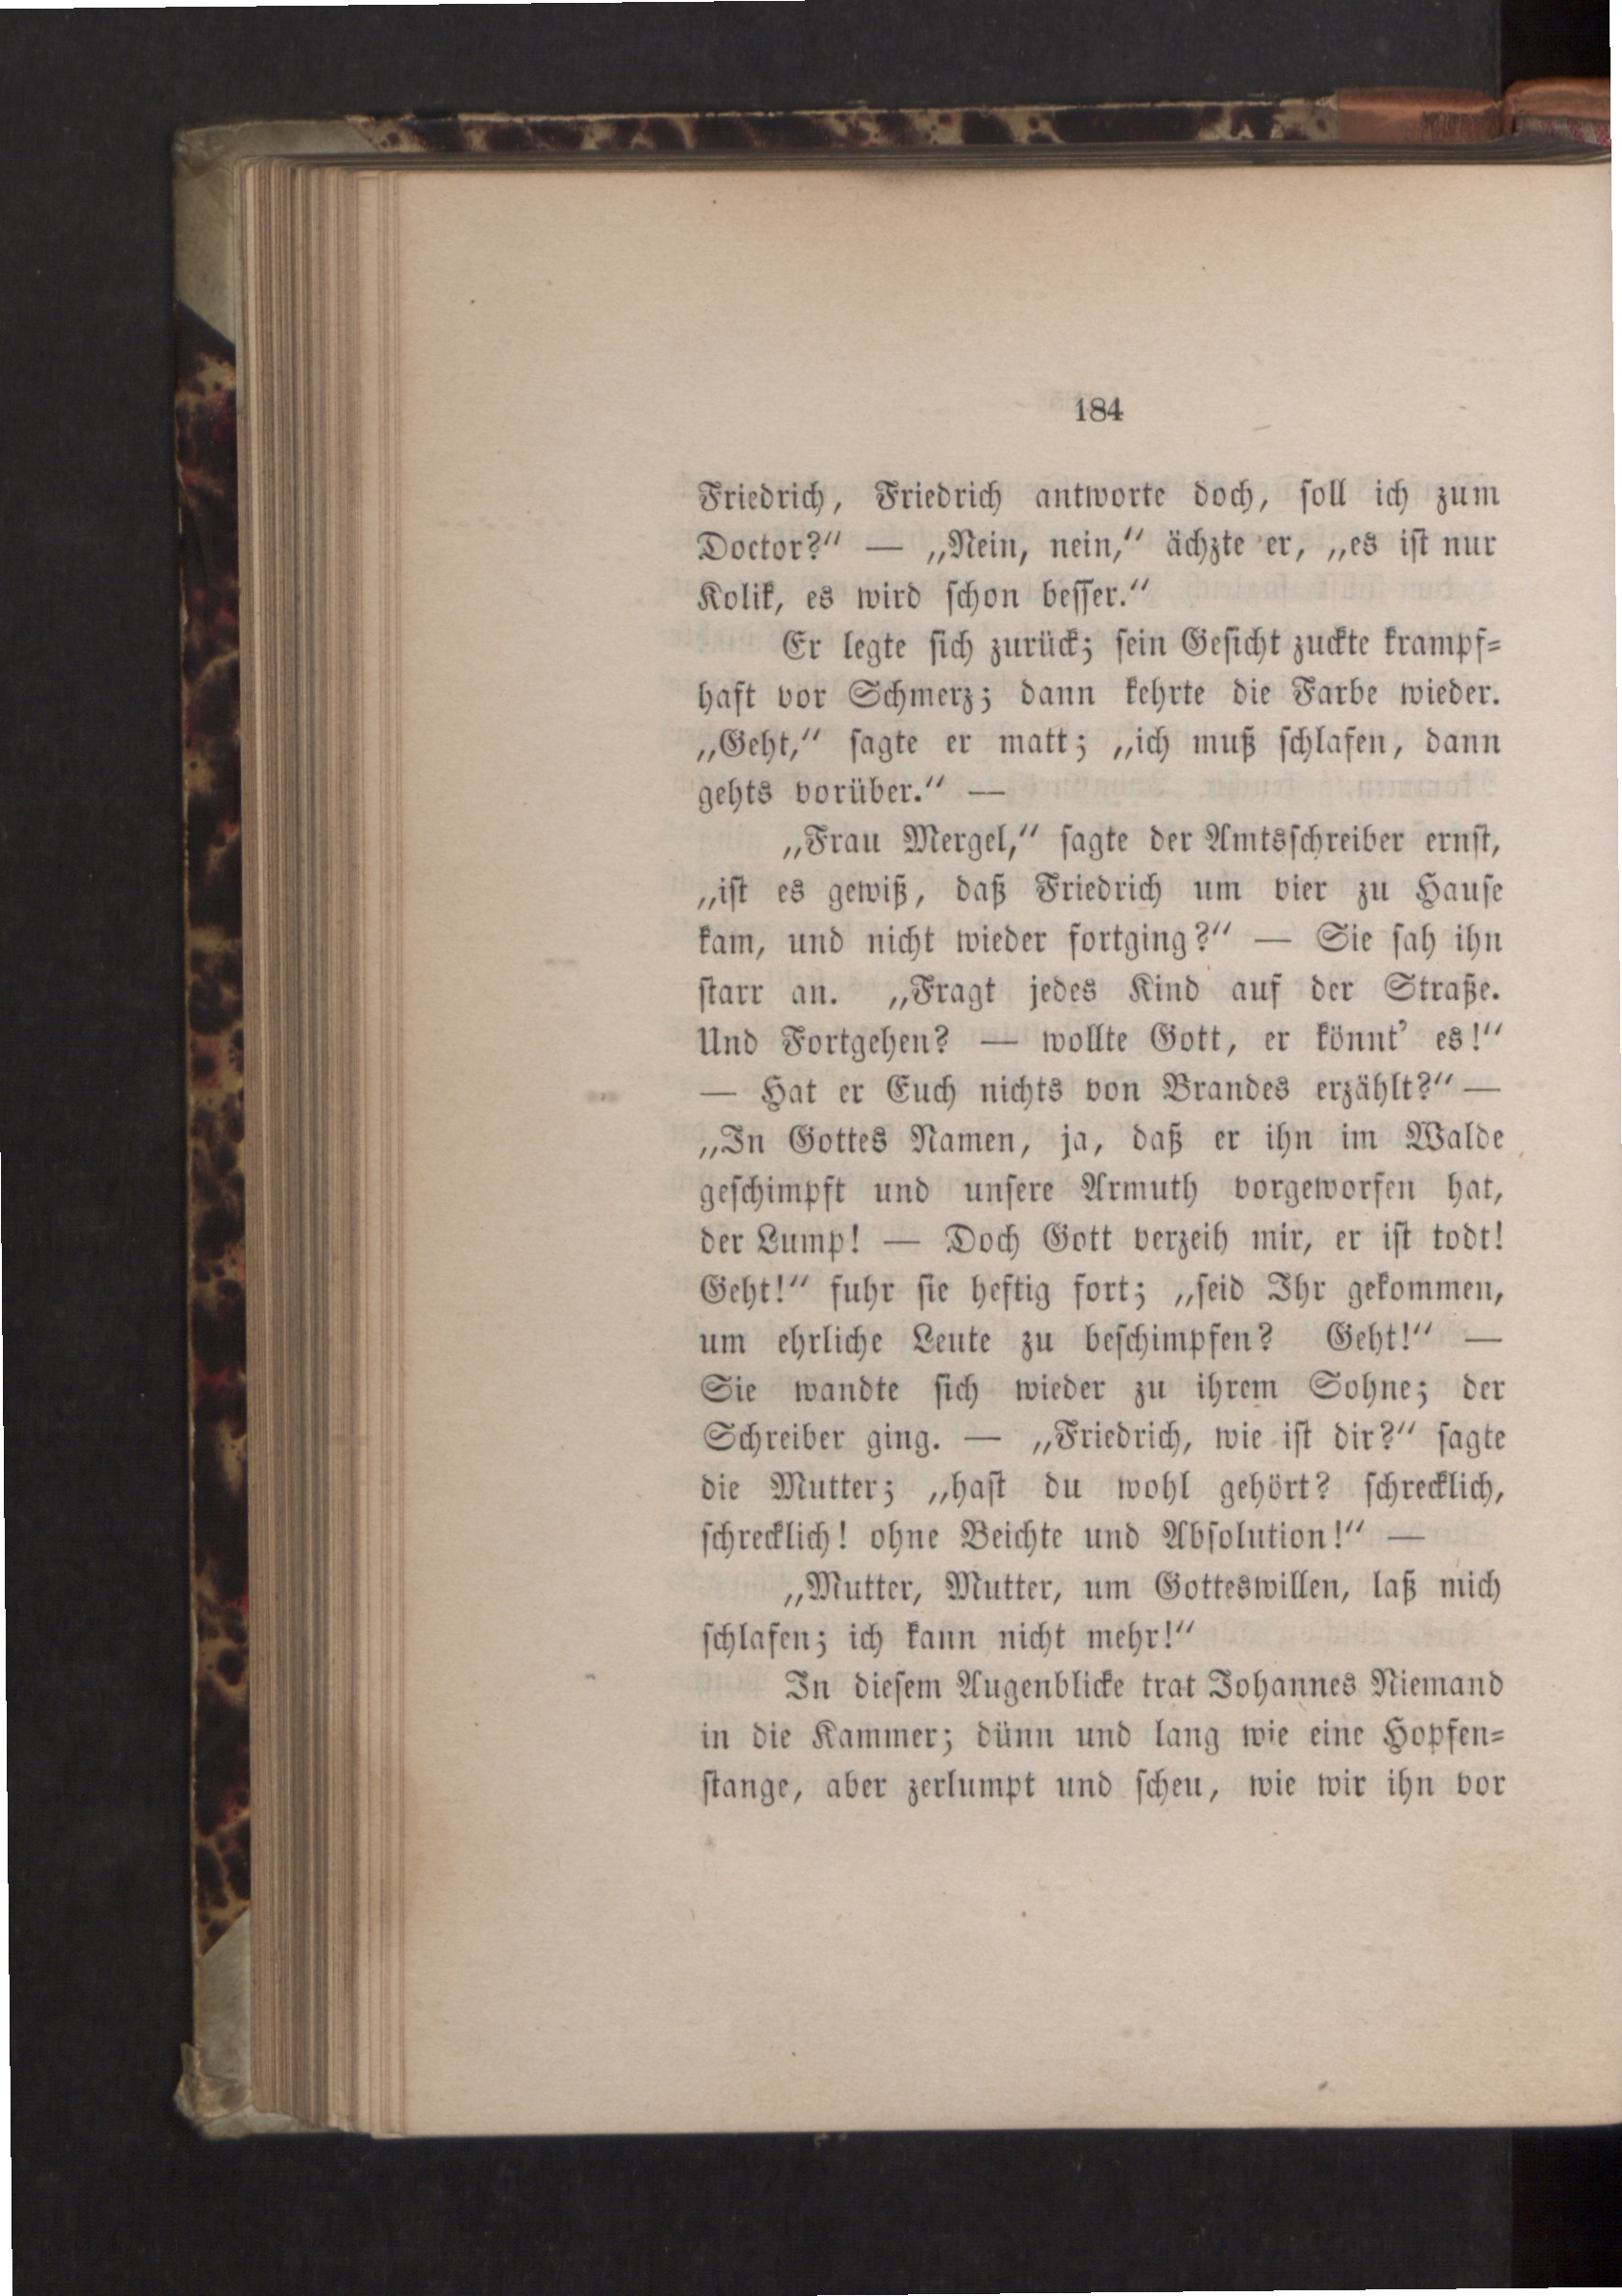 184
Friedrich, Friedrich antworte doch, soll ich zum
Doctor?“ — „Nein, nein,“ ächzte er, „es ist nur
Kolik, es wird schon besser.“
Er legte sich zurück; sein Gesicht zuckte krampf-
haft vor Schmerz; dann kehrte die Farbe wieder.
„Geht,“ sagte er matt; „ich muß schlafen, dann
gehts vorüber.“ —
„Frau Mergel,“ sagte der Amtsschreiber ernst,
„ist es gewiß, daß Friedrich um vier zu Hause
kam, und nicht wieder fortging?“ — Sie sah ihn
starr an. „Fragt jedes Kind auf der Straße.
Und Fortgehen? — wollte Gott, er könnt’ es!“
— Hat er Euch nichts von Brandes erzählt?“ —
„In Gottes Namen, ja, daß er ihn im Walde
geschimpft und unsere Armuth vorgeworfen hat,
der Lump! — Doch Gott verzeih mir, er ist todt!
Geht!“ fuhr sie heftig fort; „seid Ihr gekommen,
um ehrliche Leute zu beschimpfen? Geht!“ —
Sie wandte sich wieder zu ihrem Sohne; der
Schreiber ging. — „Friedrich, wie ist dir?“ sagte
die Mutter; „hast du wohl gehört? schrecklich,
schrecklich! ohne Beichte und Absolution!“ —
„Mutter, Mutter, um Gotteswillen, laß mich
schlafen; ich kann nicht mehr!“
In diesem Augenblicke trat Johannes Niemand
in die Kammer; dünn und lang wie eine Hopfen-
stange, aber zerlumpt und scheu, wie wir ihn vor